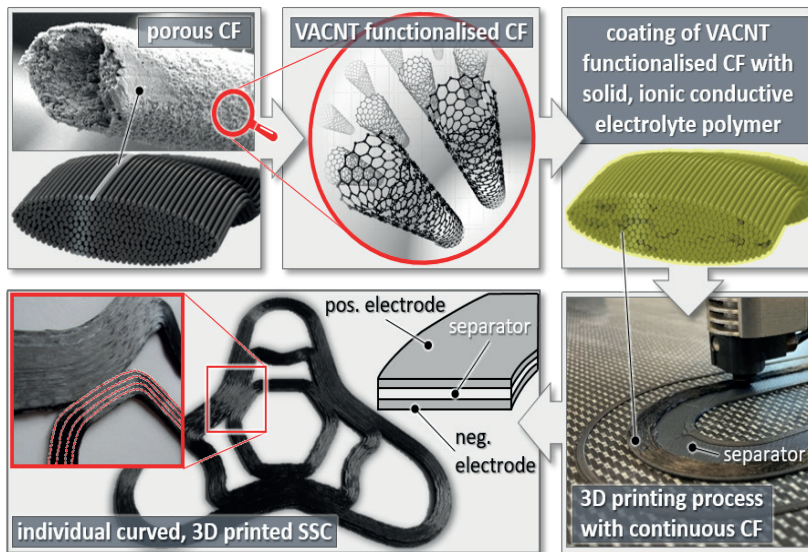 porous CF
VACNT functionalised CF
coating of VACNT
functionalised CF with
solid, ionic conductive
electrolyte polymer
pos. electrode
separator
neg.
electrode
individual curved, 3D printed SSC
separator
3D printing process
with continuous CF